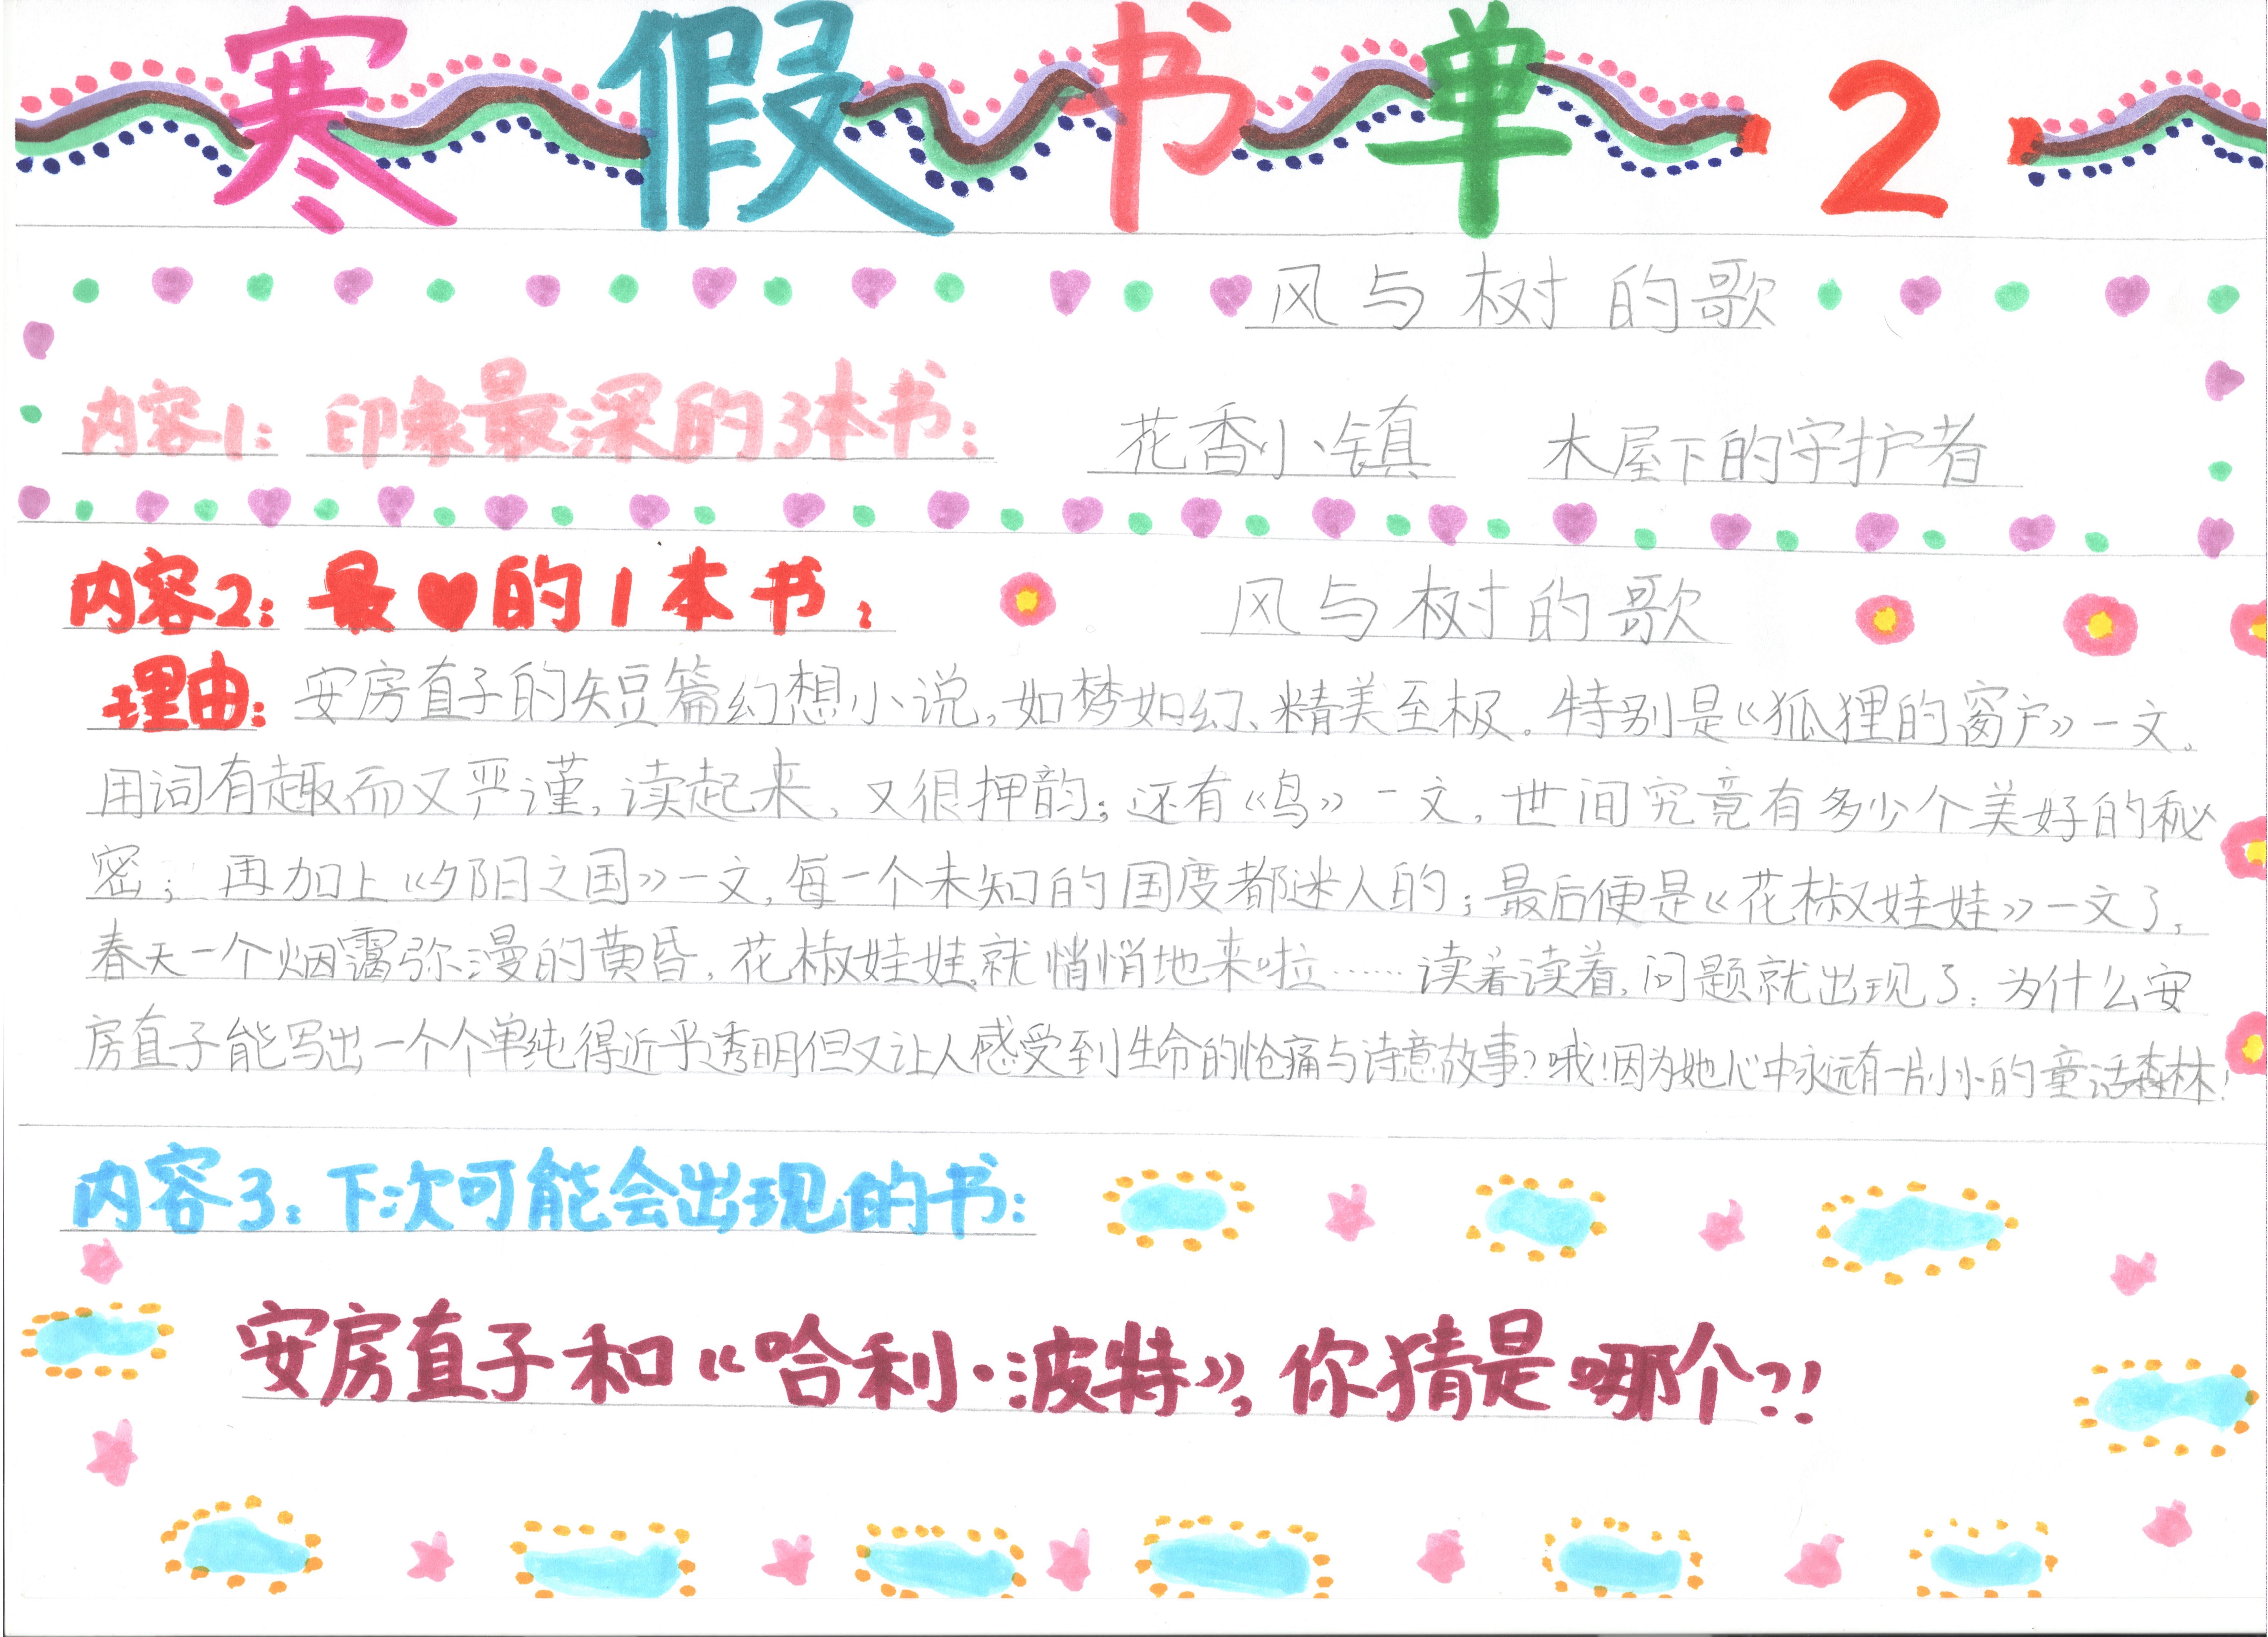 寒假书单2
风与树的歌
内容1: 印象最深的3本书: 花香小镇 木屋下的守护者
内容2: 最♥的1本书: 风与树的歌
理由: 安房直子的短篇幻想小说,如梦如幻、精美至极。特别是《狐狸的窗户》一文。
用词有趣而又严谨,读起来,又很押韵;还有《鸟》一文,世间究竟有多少个美好的秘
密;再加上《夕阳之国》一文,每一个未知的国度都迷人的;最后便是《花椒娃娃》一文了,
春天一个烟霭弥漫的黄昏,花椒娃娃,就悄悄地来啦……读着读着,问题就出现了:为什么安
房直子能写出一个个单纯得近乎透明但又让人感受到生命的怆痛与诗意故事?哦!因为她心中永远有一片小小的童话森林!
内容3: 下次可能会出现的书:
安房直子和《哈利·波特》,你猜是哪个?!